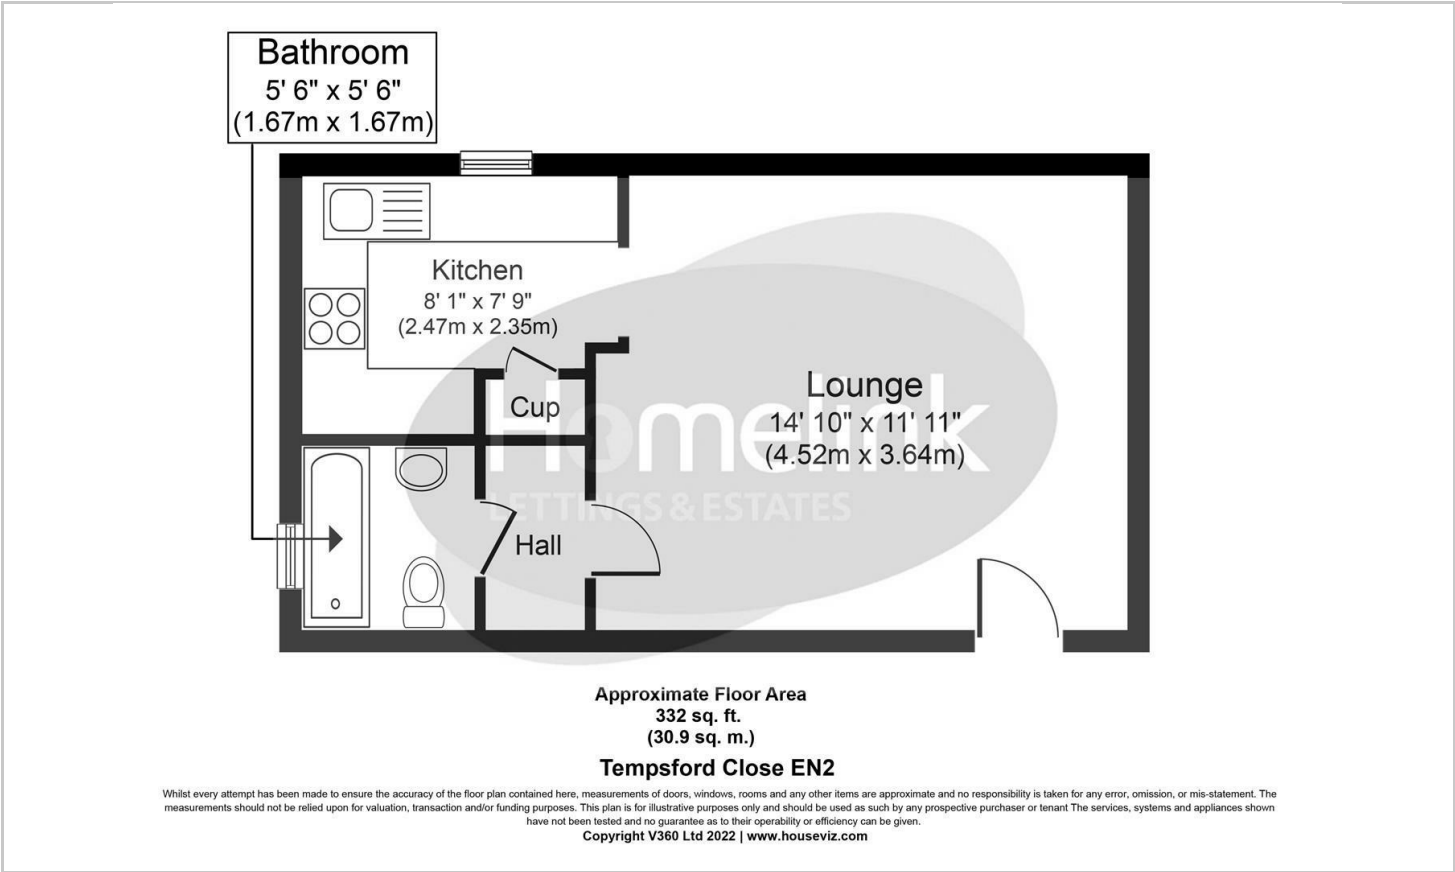 Bathroom
5' 6" x 5' 6"
(1.67m x 1.67m)
Kitchen
8' 1" x 7' 9"
(2.47m x 2.35m)
Cup
Lounge
14' 10" x 11' 11"
(4.52m x 3.64m)
Homelink
LETTINGS & ESTATES
Hall
Approximate Floor Area
332 sq. ft.
(30.9 sq. m.)
Tempsford Close EN2
Whilst every attempt has been made to ensure the accuracy of the floor plan contained here, measurements of doors, windows, rooms and any other items are approximate and no responsibility is taken for any error, omission, or mis-statement. The
measurements should not be relied upon for valuation, transaction and/or funding purposes. This plan is for illustrative purposes only and should be used as such by any prospective purchaser or tenant The services, systems and appliances shown
have not been tested and no guarantee as to their operability or efficiency can be given.
Copyright V360 Ltd 2022 | www.houseviz.com